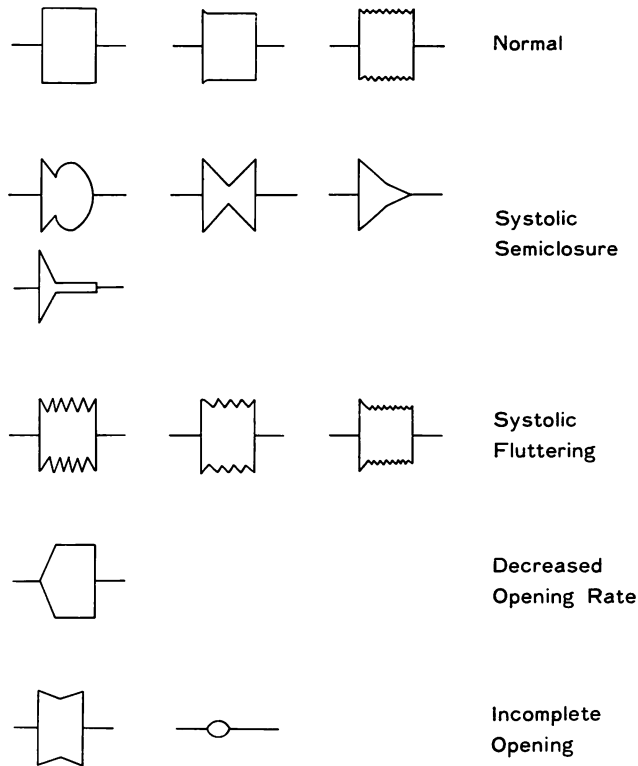 Normal
Systolic
Semiclosure
Systolic
Fluttering
Decreased
Opening Rate
Incomplete
Opening